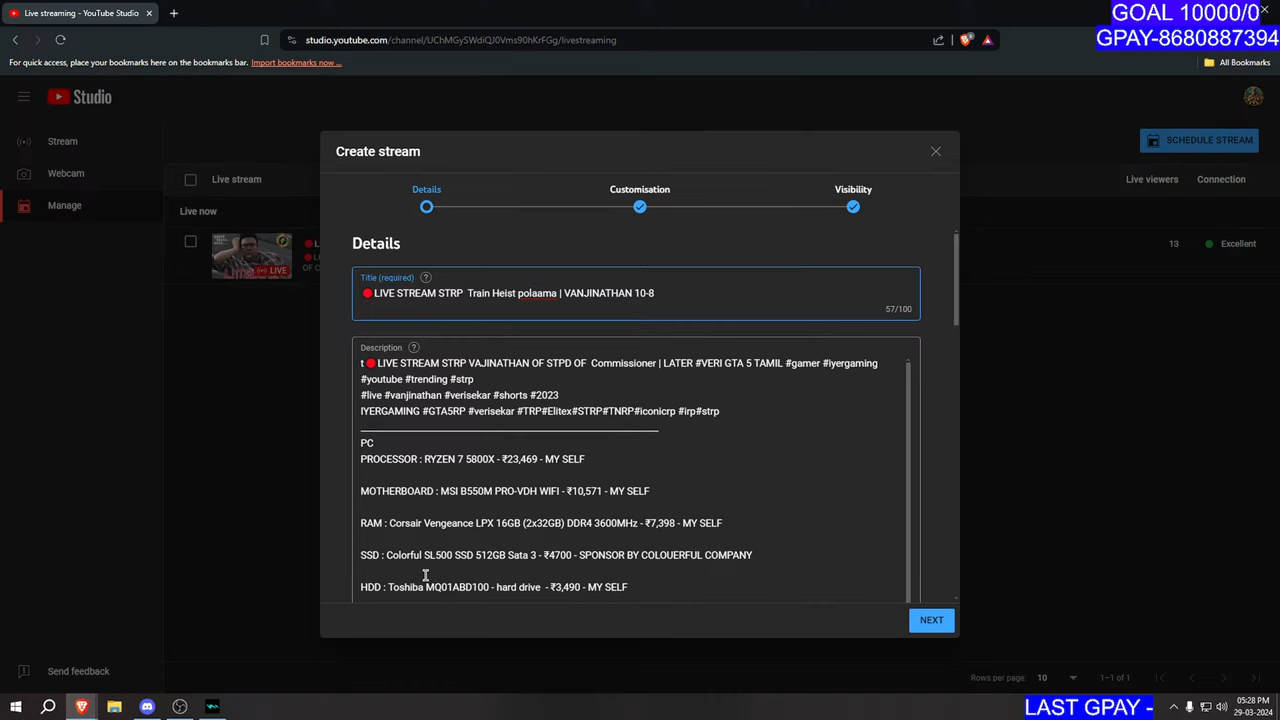 Live streaming - YouTube Studio
GOAL 10000/0
studio.youtube.com/channel/UChMGySWdiQJ0Vms90hKrFGg/livestreaming
GPAY-8680887394
For quick access, place your bookmarks here on the bookmarks bar. Import bookmarks now ...
All Bookmarks
Studio
Create stream
SCHEDULE STREAM
Stream
Webcam
Manage
Live stream
Live viewers
Connection
Details
Customisation
Visibility
Live now
LIVE
13
Excellent
OF C
Details
Title (required)
🔴LIVE STREAM STRP Train Heist polaama | VANJINATHAN 10-8
57/100
Description
t🔴LIVE STREAM STRP VAJINATHAN OF STPD OF Commissioner | LATER #VERI GTA 5 TAMIL #gamer #iyergaming
#youtube #trending #strp
#live #vanjinathan #verisekar #shorts #2023
IYERGAMING #GTA5RP #verisekar #TRP#Elitex#STRP#TNRP#iconicrp #irp#strp
PC
PROCESSOR : RYZEN 7 5800X - ₹23,469 - MY SELF
MOTHERBOARD : MSI B550M PRO-VDH WIFI - ₹10,571 - MY SELF
RAM : Corsair Vengeance LPX 16GB (2x32GB) DDR4 3600MHz - ₹7,398 - MY SELF
SSD : Colorful SL500 SSD 512GB Sata 3 - ₹4700 - SPONSOR BY COLOUERFUL COMPANY
HDD : Toshiba MQ01ABD100 - hard drive - ₹3,490 - MY SELF
NEXT
Send feedback
Rows per page: 10
1–1 of 1
LAST GPAY -
05:28 PM
29-03-2024